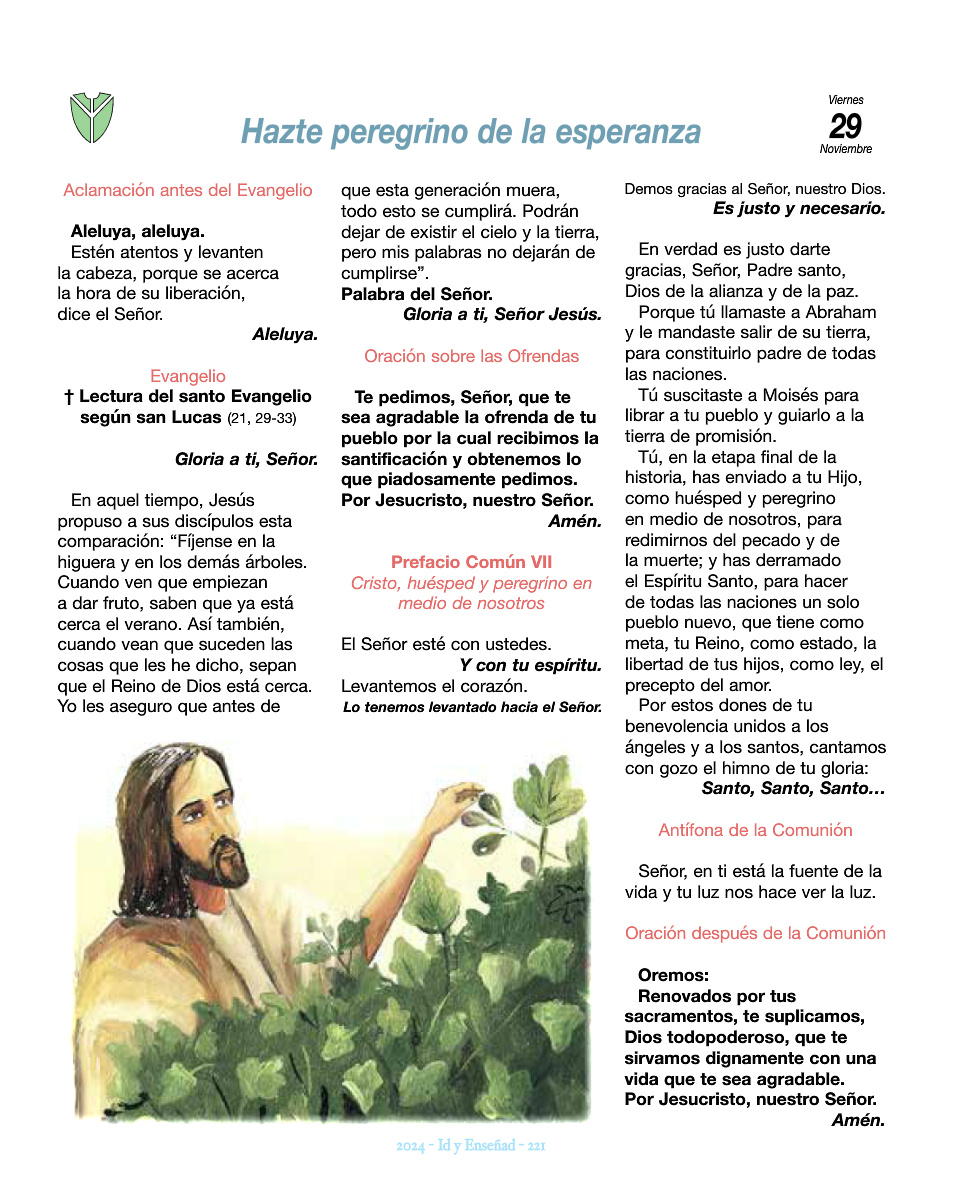 Hazte peregrino de la esperanza
Viernes
29
Noviembre
Aclamación antes del Evangelio
Aleluya, aleluya.
Estén atentos y levanten
la cabeza, porque se acerca
la hora de su liberación,
dice el Señor.
Aleluya.
Evangelio
† Lectura del santo Evangelio
según san Lucas (21, 29-33)
Gloria a ti, Señor.
En aquel tiempo, Jesús
propuso a sus discípulos esta
comparación: “Fíjense en la
higuera y en los demás árboles.
Cuando ven que empiezan
a dar fruto, saben que ya está
cerca el verano. Así también,
cuando vean que suceden las
cosas que les he dicho, sepan
que el Reino de Dios está cerca.
Yo les aseguro que antes de
que esta generación muera,
todo esto se cumplirá. Podrán
dejar de existir el cielo y la tierra,
pero mis palabras no dejarán de
cumplirse”.
Palabra del Señor.
Gloria a ti, Señor Jesús.
Oración sobre las Ofrendas
Te pedimos, Señor, que te
sea agradable la ofrenda de tu
pueblo por la cual recibimos la
santificación y obtenemos lo
que piadosamente pedimos.
Por Jesucristo, nuestro Señor.
Amén.
Prefacio Común VII
Cristo, huésped y peregrino en
medio de nosotros
El Señor esté con ustedes.
Y con tu espíritu.
Levantemos el corazón.
Lo tenemos levantado hacia el Señor.
Demos gracias al Señor, nuestro Dios.
Es justo y necesario.
En verdad es justo darte
gracias, Señor, Padre santo,
Dios de la alianza y de la paz.
Porque tú llamaste a Abraham
y le mandaste salir de su tierra,
para constituirlo padre de todas
las naciones.
Tú suscitaste a Moisés para
librar a tu pueblo y guiarlo a la
tierra de promisión.
Tú, en la etapa final de la
historia, has enviado a tu Hijo,
como huésped y peregrino
en medio de nosotros, para
redimirnos del pecado y de
la muerte; y has derramado
el Espíritu Santo, para hacer
de todas las naciones un solo
pueblo nuevo, que tiene como
meta, tu Reino, como estado, la
libertad de tus hijos, como ley, el
precepto del amor.
Por estos dones de tu
benevolencia unidos a los
ángeles y a los santos, cantamos
con gozo el himno de tu gloria:
Santo, Santo, Santo…
Antífona de la Comunión
Señor, en ti está la fuente de la
vida y tu luz nos hace ver la luz.
Oración después de la Comunión
Oremos:
Renovados por tus
sacramentos, te suplicamos,
Dios todopoderoso, que te
sirvamos dignamente con una
vida que te sea agradable.
Por Jesucristo, nuestro Señor.
Amén.
2024 - Id y Enseñad - 221